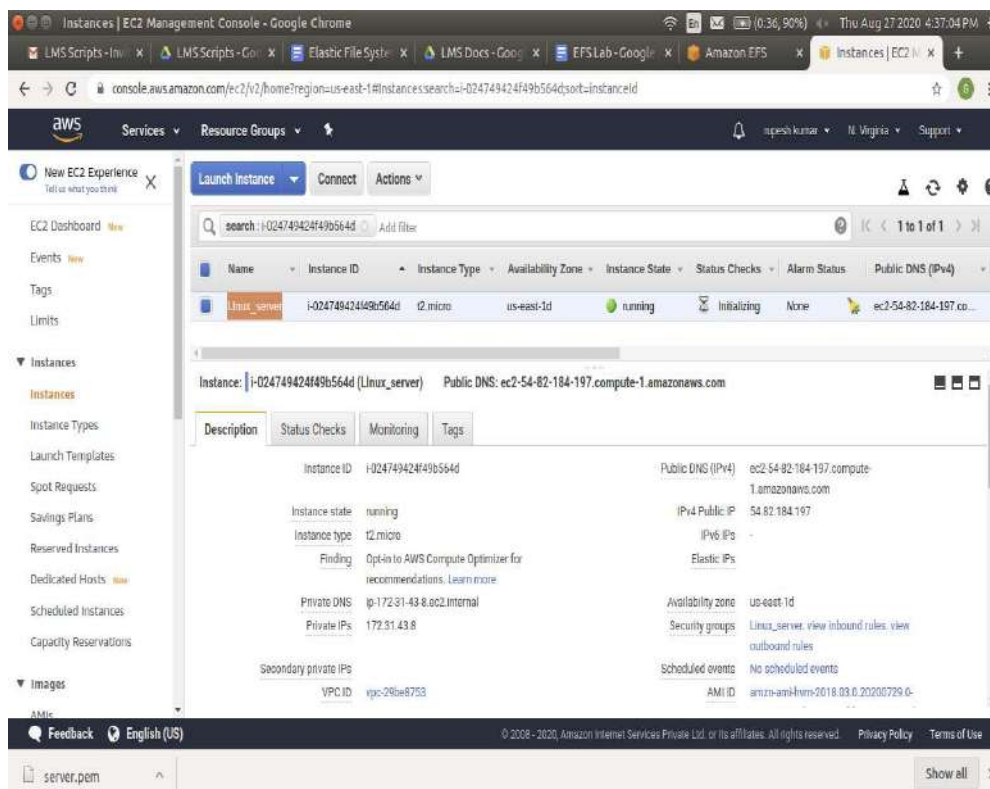 Instances | EC2 Management Console - Google Chrome
En (0:36, 90%) Thu Aug 27 2020 4:37:04 PM
LMS Scripts - Inv x LMS Scripts - Goo x Elastic File Syste x LMS Docs - Goog x EFS Lab - Google x Amazon EFS x Instances | EC2 M x +
console.aws.amazon.com/ec2/v2/home?region=us-east-1#Instances:search=i-024749424f49b564d;sort=instanceId
aws Services Resource Groups rupesh kumar N. Virginia Support
New EC2 Experience X
Tell us what you think
Launch Instance Connect Actions
EC2 Dashboard New
search : i-024749424f49b564d Add filter 1 to 1 of 1
Events New
Name Instance ID Instance Type Availability Zone Instance State Status Checks Alarm Status Public DNS (IPv4)
Tags
LInux_server i-024749424f49b564d t2.micro us-east-1d running Initializing None ec2-54-82-184-197.co...
Limits
Instances
Instances
Instance Types
Launch Templates
Spot Requests
Savings Plans
Reserved Instances
Dedicated Hosts New
Scheduled Instances
Capacity Reservations
Images
AMIs
Instance: i-024749424f49b564d (LInux_server) Public DNS: ec2-54-82-184-197.compute-1.amazonaws.com
Description Status Checks Monitoring Tags
Instance ID i-024749424f49b564d
Instance state running
Instance type t2.micro
Finding Opt-in to AWS Compute Optimizer for
recommendations. Learn more
Private DNS ip-172-31-43-8.ec2.internal
Private IPs 172.31.43.8
Secondary private IPs
VPC ID vpc-29be8753
Public DNS (IPv4) ec2-54-82-184-197.compute-
1.amazonaws.com
IPv4 Public IP 54.82.184.197
IPv6 IPs -
Elastic IPs
Availability zone us-east-1d
Security groups Linux_server. view inbound rules. view
outbound rules
Scheduled events No scheduled events
AMI ID amzn-ami-hvm-2018.03.0.20200729.0-
Feedback English (US) © 2008 - 2020, Amazon Internet Services Private Ltd. or its affiliates. All rights reserved. Privacy Policy Terms of Use
server.pem Show all